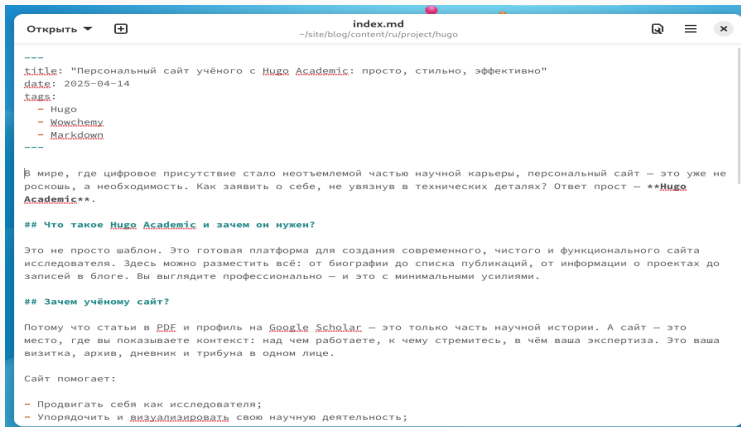 Открыть
index.md
~/site/blog/content/ru/project/hugo
---
title: "Персональный сайт учёного с Hugo Academic: просто, стильно, эффективно"
date: 2025-04-14
tags:
  - Hugo
  - Wowchemy
  - Markdown
---
В мире, где цифровое присутствие стало неотъемлемой частью научной карьеры, персональный сайт — это уже не
роскошь, а необходимость. Как заявить о себе, не увязнув в технических деталях? Ответ прост — **Hugo
Academic**.
## Что такое Hugo Academic и зачем он нужен?
Это не просто шаблон. Это готовая платформа для создания современного, чистого и функционального сайта
исследователя. Здесь можно разместить всё: от биографии до списка публикаций, от информации о проектах до
записей в блоге. Вы выглядите профессионально — и это с минимальными усилиями.
## Зачем учёному сайт?
Потому что статьи в PDF и профиль на Google Scholar — это только часть научной истории. А сайт — это
место, где вы показываете контекст: над чем работаете, к чему стремитесь, в чём ваша экспертиза. Это ваша
визитка, архив, дневник и трибуна в одном лице.
Сайт помогает:
- Продвигать себя как исследователя;
- Упорядочить и визуализировать свою научную деятельность;